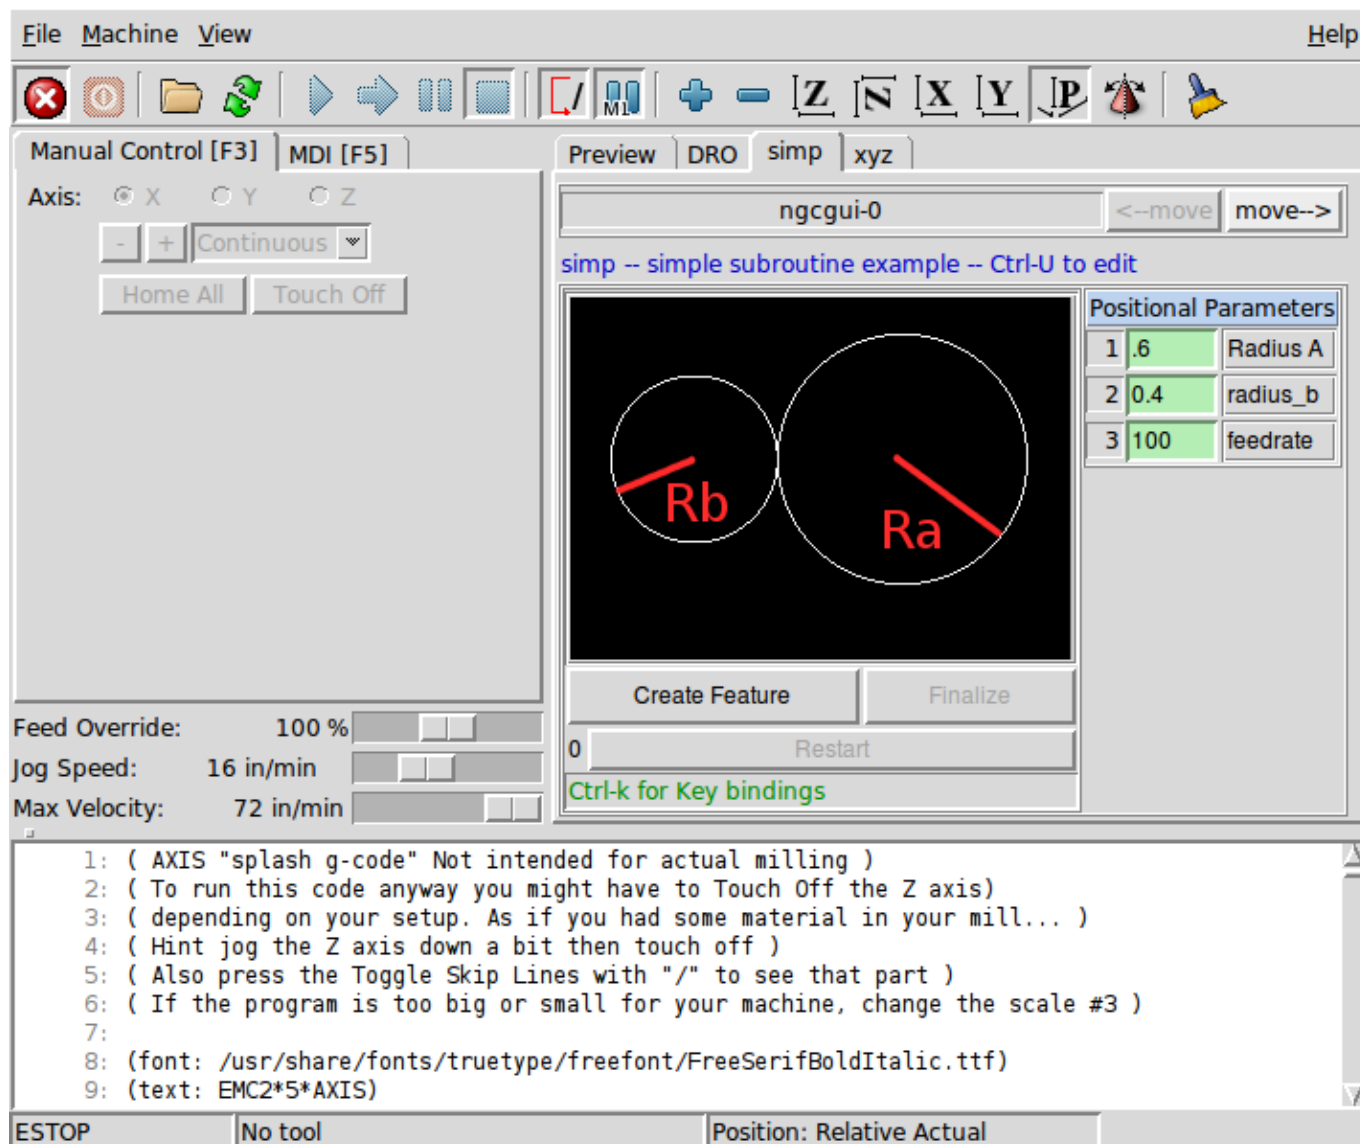 File Machine View Help
M1 Z N X Y P
Manual Control [F3] MDI [F5]
Preview DRO simp xyz
Axis: X Y Z
- + Continuous
Home All Touch Off
ngcgui-0 <--move move-->
simp -- simple subroutine example -- Ctrl-U to edit
Positional Parameters
1 .6 Radius A
2 0.4 radius_b
3 100 feedrate
Rb Ra
Create Feature Finalize
0 Restart
Ctrl-k for Key bindings
Feed Override: 100 %
Jog Speed: 16 in/min
Max Velocity: 72 in/min
1: ( AXIS "splash g-code" Not intended for actual milling )
2: ( To run this code anyway you might have to Touch Off the Z axis)
3: ( depending on your setup. As if you had some material in your mill... )
4: ( Hint jog the Z axis down a bit then touch off )
5: ( Also press the Toggle Skip Lines with "/" to see that part )
6: ( If the program is too big or small for your machine, change the scale #3 )
7:
8: (font: /usr/share/fonts/truetype/freefont/FreeSerifBoldItalic.ttf)
9: (text: EMC2*5*AXIS)
ESTOP No tool Position: Relative Actual